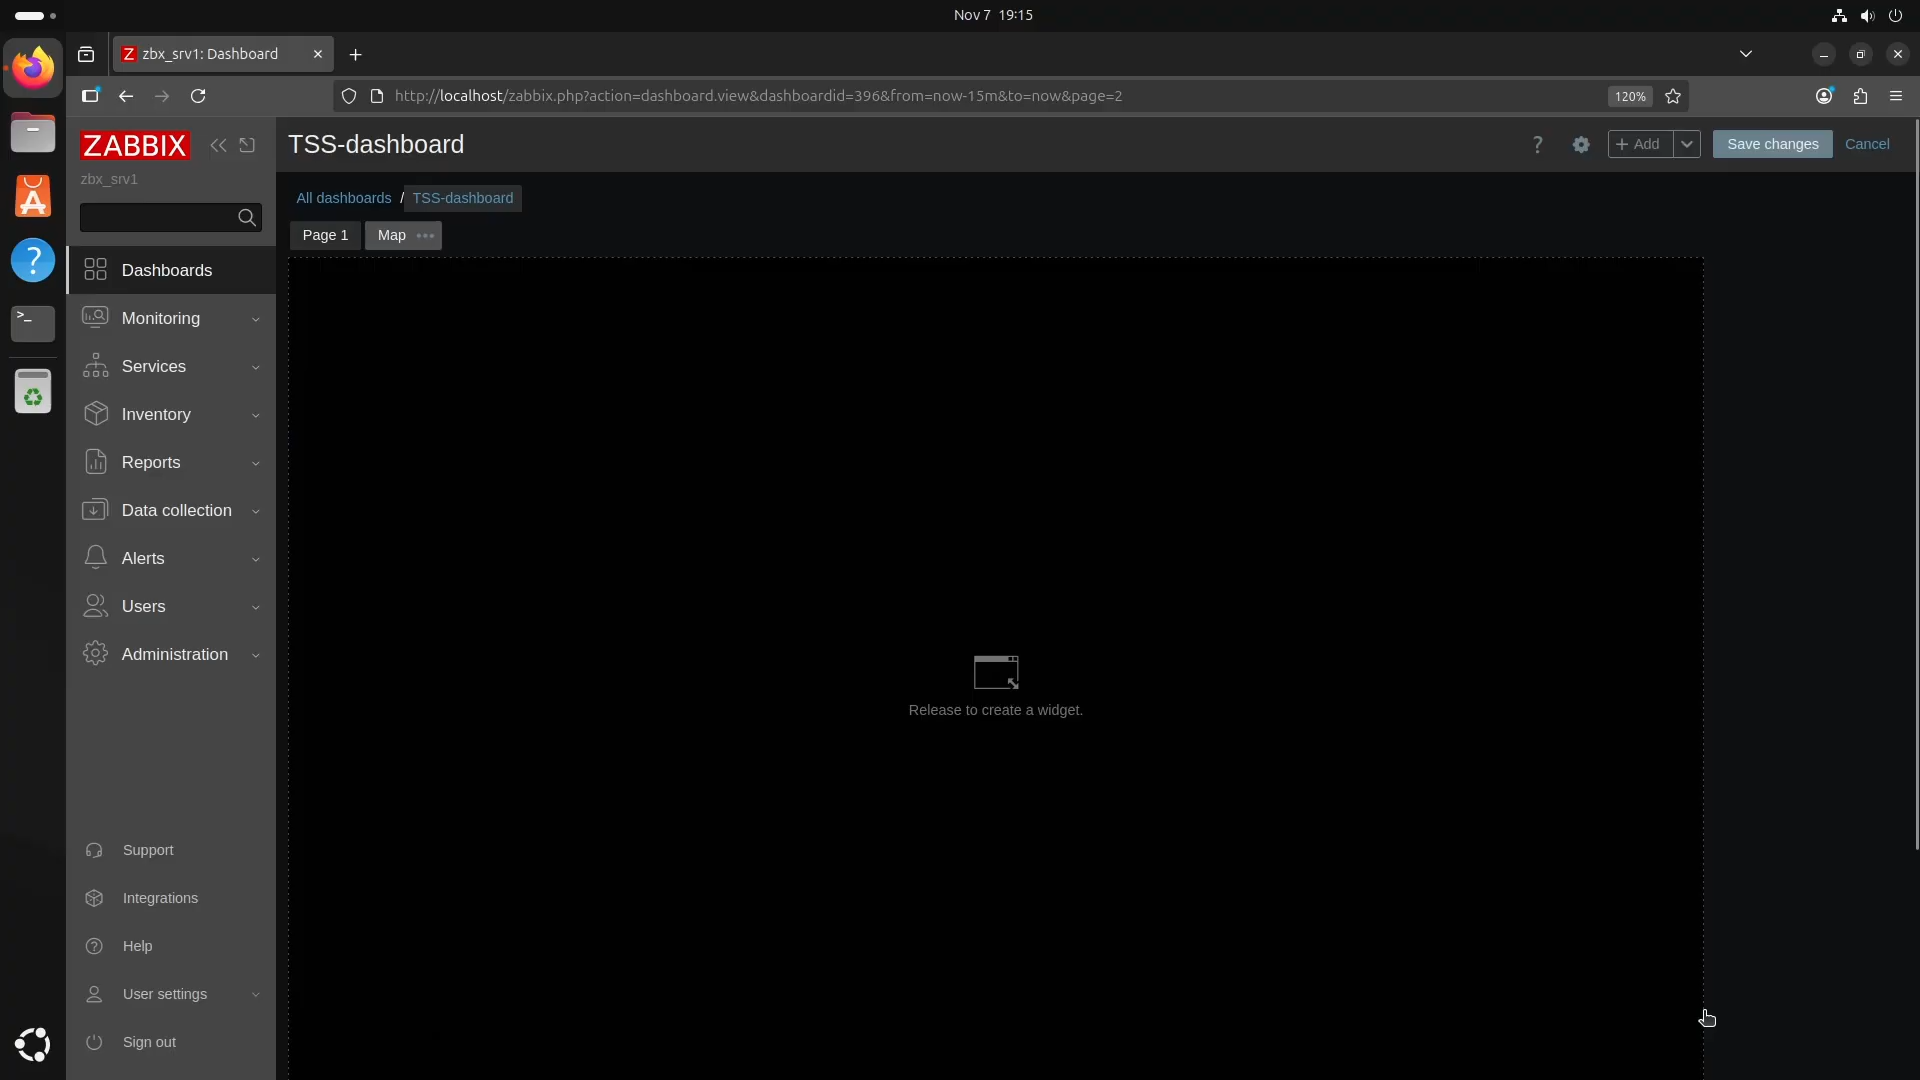 Nov 7 19:15
zbx_srv1: Dashboard
http://localhost/zabbix.php?action=dashboard.view&dashboardid=396&from=now-15m&to=now&page=2
120%
ZABBIX
TSS-dashboard
? + Add Save changes Cancel
zbx_srv1
All dashboards / TSS-dashboard
Page 1 Map
Dashboards
Monitoring
Services
Inventory
Reports
Data collection
Alerts
Users
Administration
Release to create a widget.
Support
Integrations
Help
User settings
Sign out